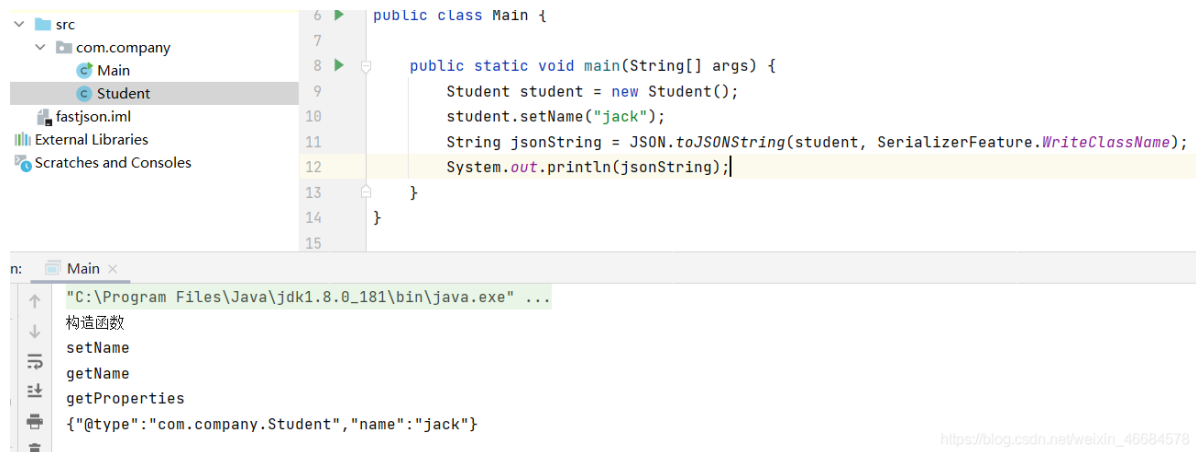 src
com.company
Main
Student
fastjson.iml
External Libraries
Scratches and Consoles
6 public class Main {
7
8 public static void main(String[] args) {
9 Student student = new Student();
10 student.setName("jack");
11 String jsonString = JSON.toJSONString(student, SerializerFeature.WriteClassName);
12 System.out.println(jsonString);
13 }
14 }
15
n: Main
"C:\Program Files\Java\jdk1.8.0_181\bin\java.exe" ...
构造函数
setName
getName
getProperties
{"@type":"com.company.Student","name":"jack"}
https://blog.csdn.net/weixin_46684578